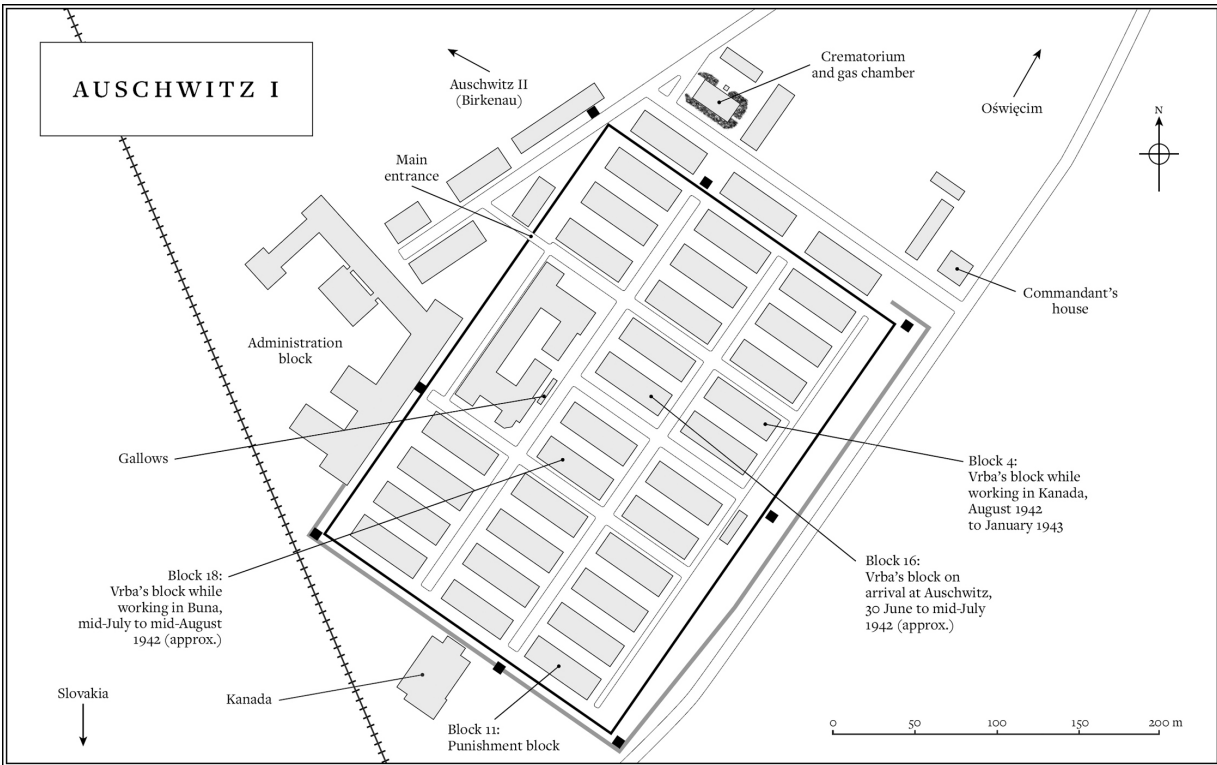 AUSCHWITZ I
Auschwitz II
(Birkenau)
Crematorium
and gas chamber
Oświęcim
N
Main
entrance
Commandant's
house
Administration
block
Gallows
Block 4:
Vrba's block while
working in Kanada,
August 1942
to January 1943
Block 18:
Vrba's block while
working in Buna,
mid-July to mid-August
1942 (approx.)
Block 16:
Vrba's block on
arrival at Auschwitz,
30 June to mid-July
1942 (approx.)
Slovakia
Kanada
Block 11:
Punishment block
0 50 100 150 200 m